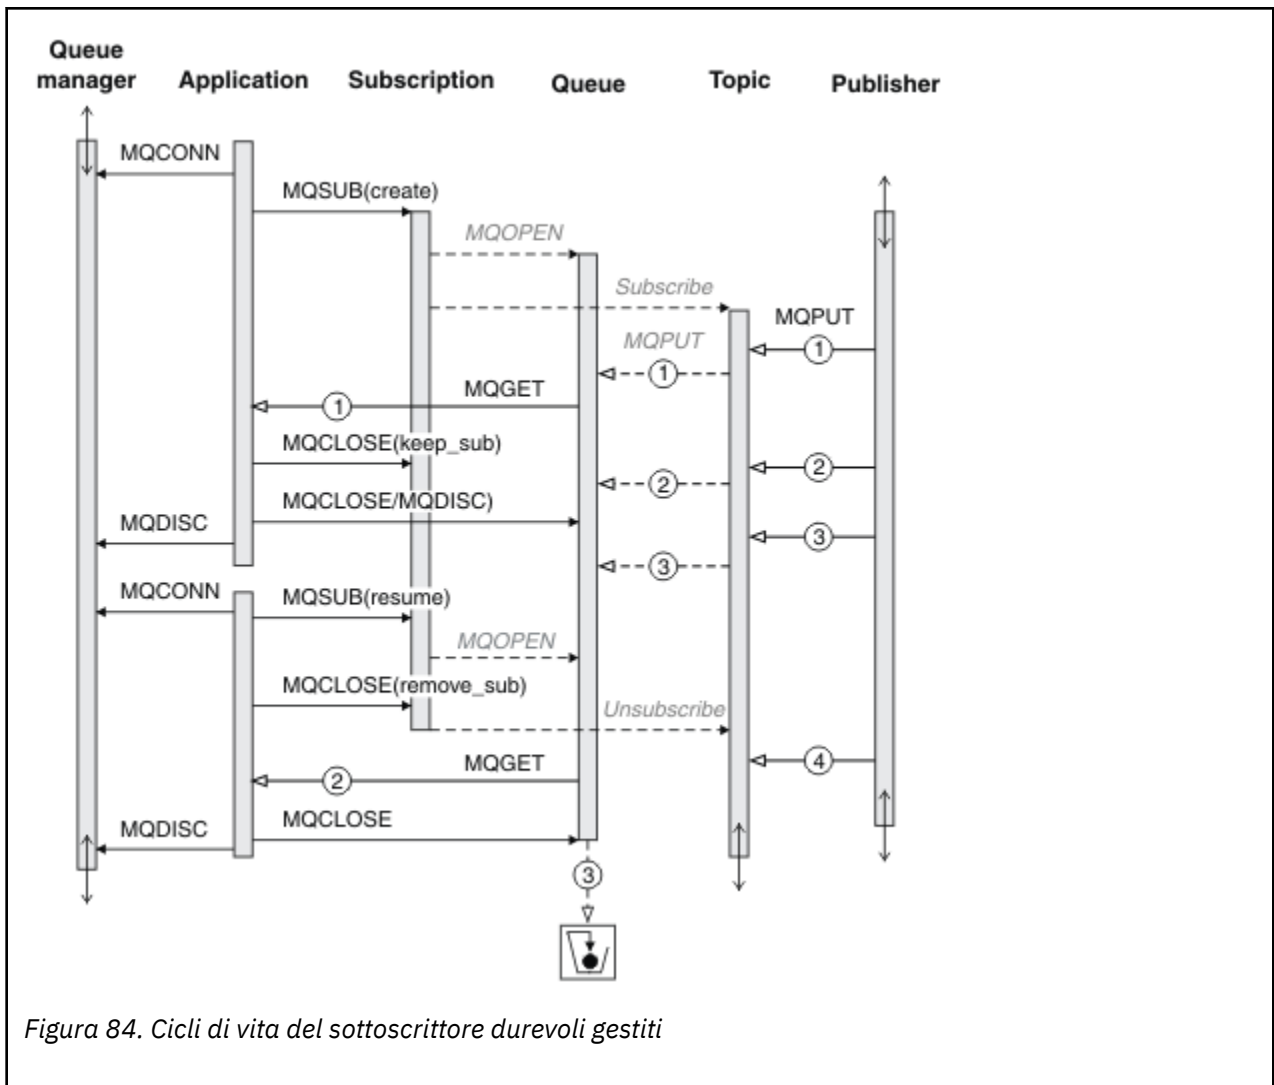 Queue
manager
Application
Subscription
Queue
Topic
Publisher
MQCONN
MQSUB(create)
MQOPEN
Subscribe
MQPUT
1
MQPUT
1
MQGET
1
MQCLOSE(keep_sub)
2
2
MQCLOSE/MQDISC)
MQDISC
3
3
MQCONN
MQSUB(resume)
MQOPEN
MQCLOSE(remove_sub)
Unsubscribe
4
MQGET
2
MQCLOSE
MQDISC
3
Figura 84. Cicli di vita del sottoscrittore durevoli gestiti